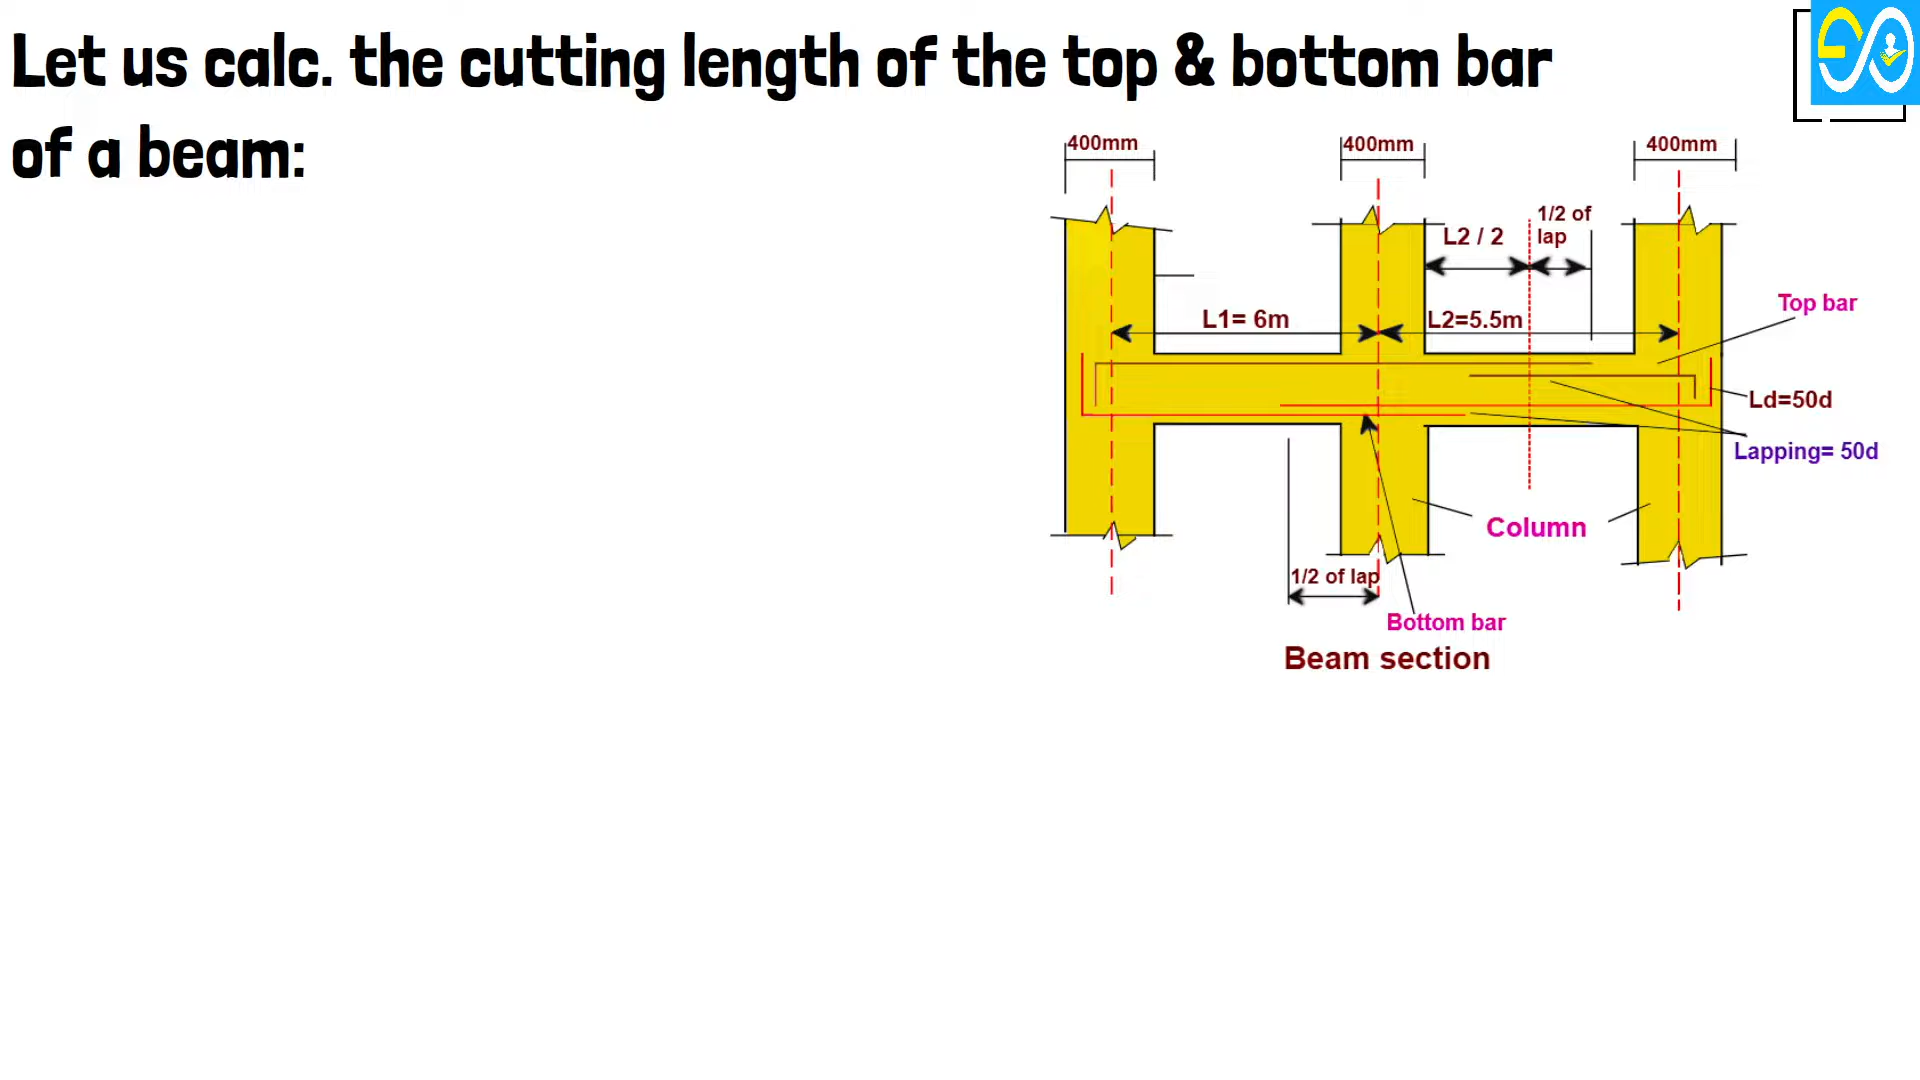 Let us calc. the cutting length of the top & bottom bar
of a beam:
400mm
400mm
400mm
L2 / 2
1/2 of
lap
L1= 6m
L2=5.5m
Top bar
Ld=50d
Lapping= 50d
Column
1/2 of lap
Bottom bar
Beam section